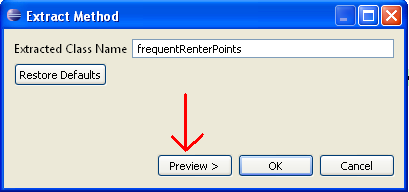 Extract Method
Extracted Class Name frequentRenterPoints
Restore Defaults
Preview > OK Cancel